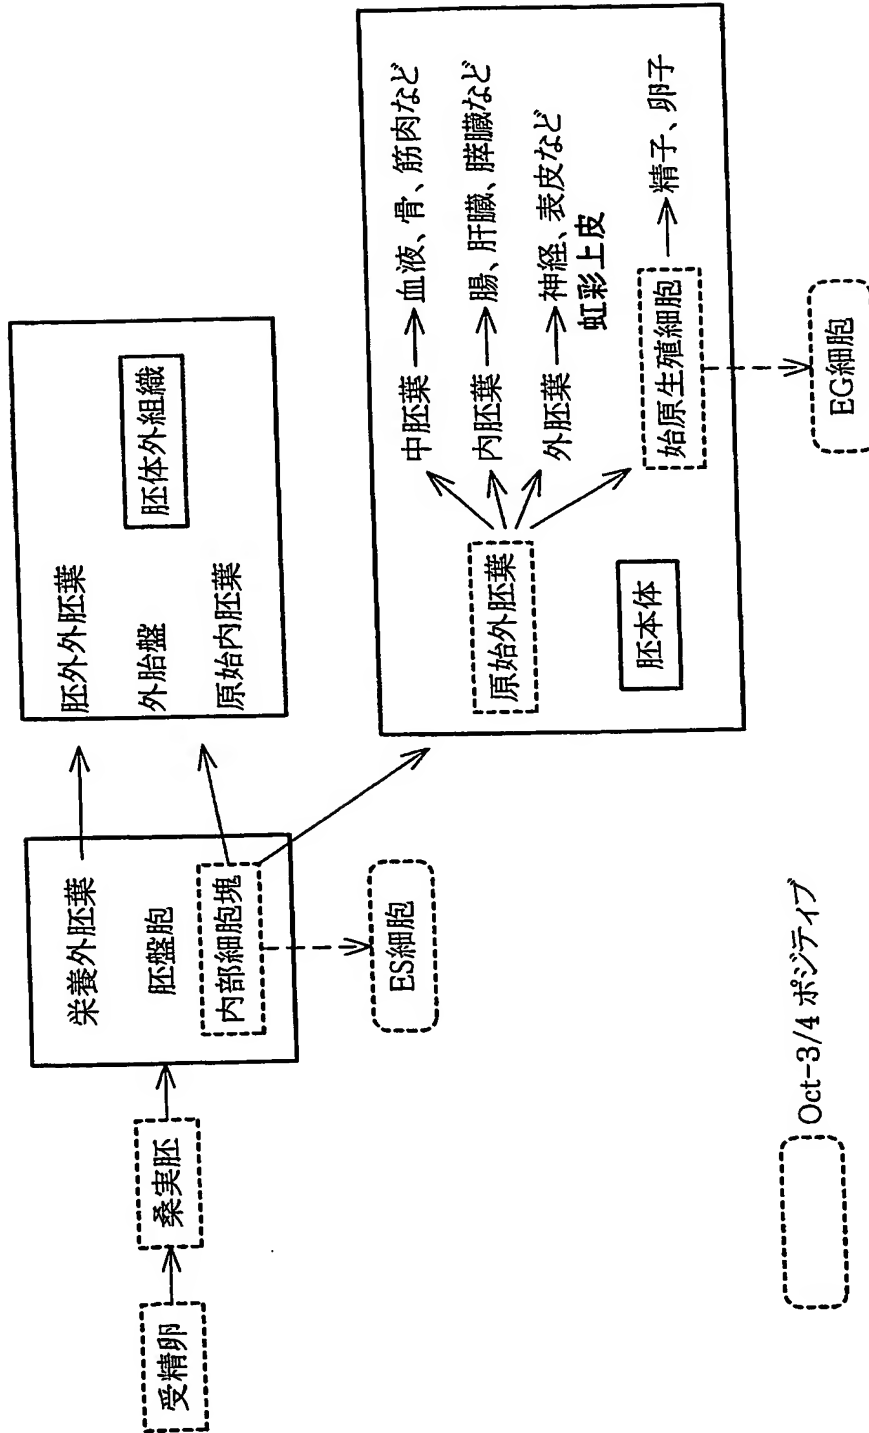 受精卵
桑実胚
栄養外胚葉
胚盤胞
内部細胞塊
ES細胞
胚外外胚葉
外胎盤
原始内胚葉
胚体外組織
原始外胚葉
胚本体
中胚葉
血液、骨、筋肉など
内胚葉
腸、肝臓、膵臓など
外胚葉
神経、表皮など
虹彩上皮
始原生殖細胞
精子、卵子
EG細胞
Oct-3/4 ポジティブ